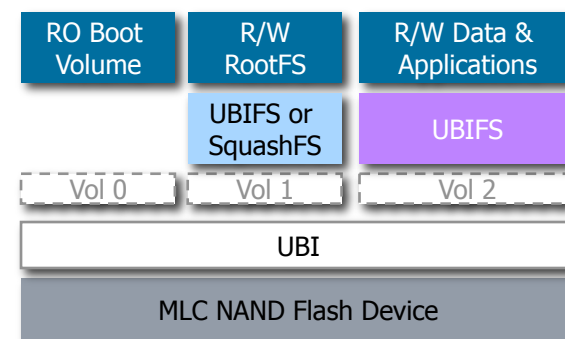 RO Boot
Volume
R/W
RootFS
R/W Data &
Applications
UBIFS or
SquashFS
UBIFS
Vol 0
Vol 1
Vol 2
UBI
MLC NAND Flash Device